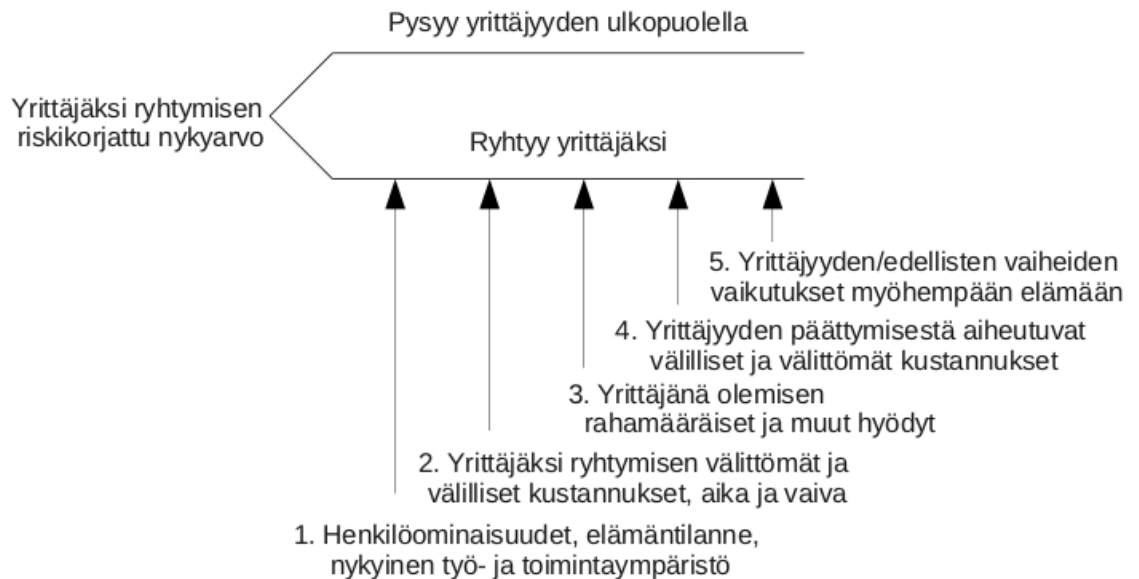 Pysyy yrittäjyyden ulkopuolella
Yrittäjäksi ryhtymisen
riskikorjattu nykyarvo
Ryhtyy yrittäjäksi
5. Yrittäjyyden/edellisten vaiheiden
vaikutukset myöhempään elämään
4. Yrittäjyyden päättymisestä aiheutuvat
välilliset ja välittömät kustannukset
3. Yrittäjänä olemisen
rahamääräiset ja muut hyödyt
2. Yrittäjäksi ryhtymisen välittömät ja
välilliset kustannukset, aika ja vaiva
1. Henkilöominaisuudet, elämäntilanne,
nykyinen työ- ja toimintaympäristö